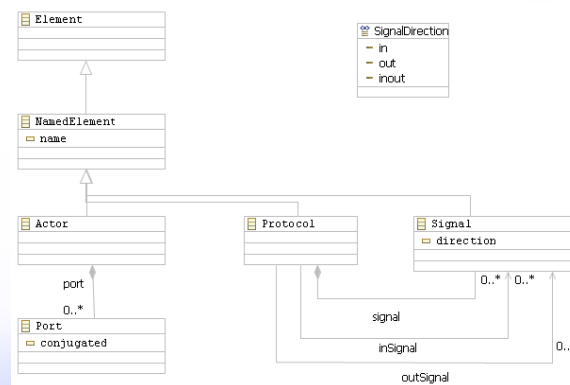 Element
SignalDirection
in
out
inout
NamedElement
name
Actor
Protocol
Signal
direction
port
0..*
0..*
0..*
signal
Port
conjugated
inSignal
0..
outSignal